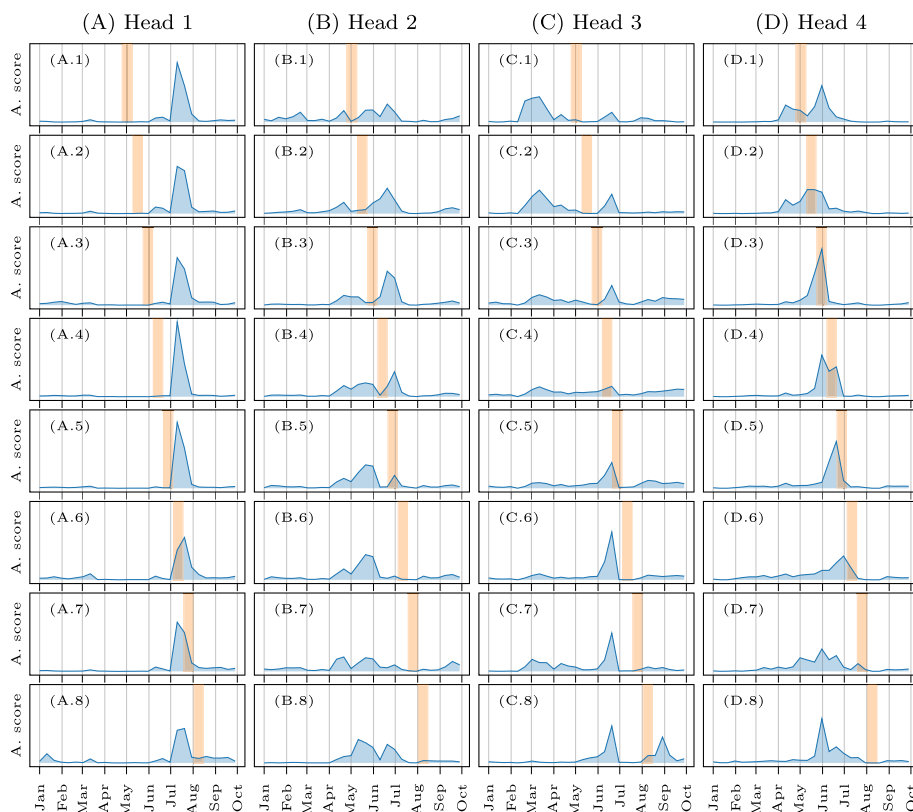 (A) Head 1 (B) Head 2 (C) Head 3 (D) Head 4
A. score (A.1) (B.1) (C.1) (D.1)
A. score (A.2) (B.2) (C.2) (D.2)
A. score (A.3) (B.3) (C.3) (D.3)
A. score (A.4) (B.4) (C.4) (D.4)
A. score (A.5) (B.5) (C.5) (D.5)
A. score (A.6) (B.6) (C.6) (D.6)
A. score (A.7) (B.7) (C.7) (D.7)
A. score (A.8) (B.8) (C.8) (D.8)
Jan Feb Mar Apr May Jun Jul Aug Sep Oct Jan Feb Mar Apr May Jun Jul Aug Sep Oct Jan Feb Mar Apr May Jun Jul Aug Sep Oct Jan Feb Mar Apr May Jun Jul Aug Sep Oct